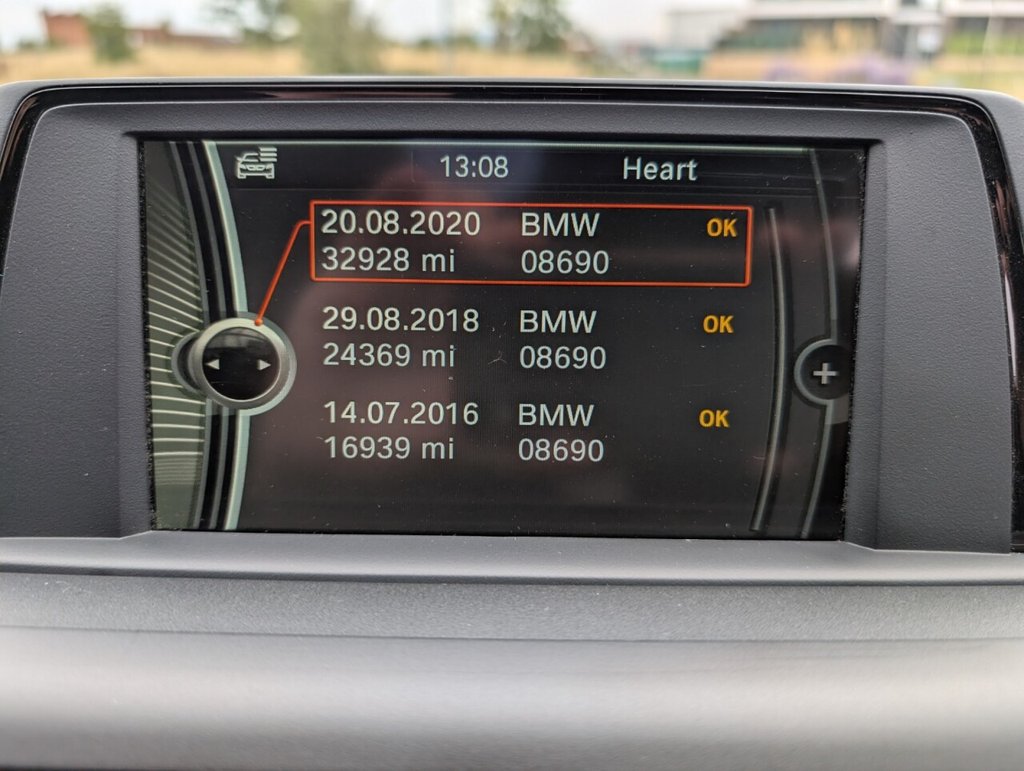 13:08 Heart
20.08.2020 BMW OK
32928 mi 08690
29.08.2018 BMW OK
24369 mi 08690
14.07.2016 BMW OK
16939 mi 08690